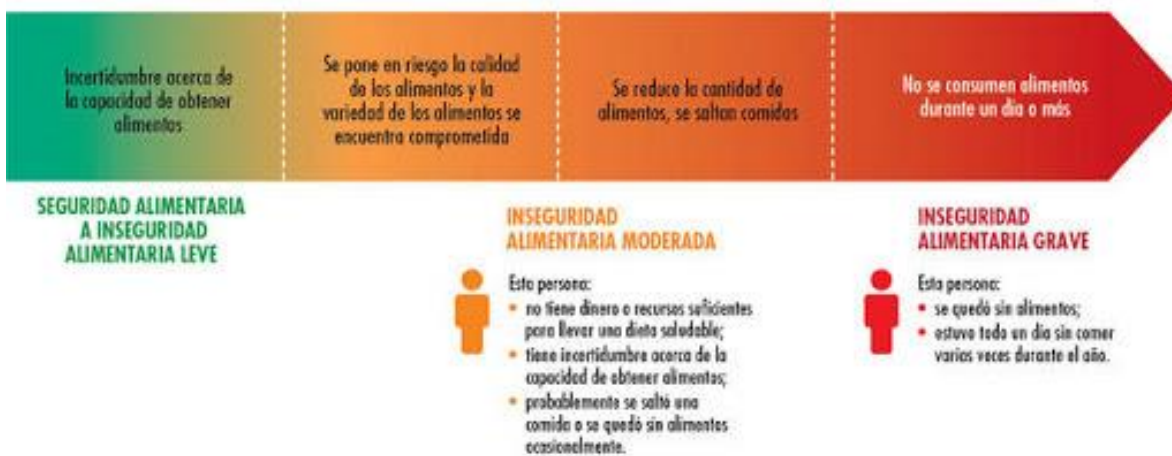 Incertidumbre acerca de
la capacidad de obtener
alimentos
Se pone en riesgo la calidad
de los alimentos y la
variedad de los alimentos se
encuentra comprometida
Se reduce la cantidad de
alimentos, se saltan comidas
No se consumen alimentos
durante un día o más
SEGURIDAD ALIMENTARIA
A INSEGURIDAD
ALIMENTARIA LEVE
INSEGURIDAD
ALIMENTARIA MODERADA
Esta persona:
• no tiene dinero o recursos suficientes
para llevar una dieta saludable;
• tiene incertidumbre acerca de la
capacidad de obtener alimentos;
• probablemente se saltó una
comida o se quedó sin alimentos
ocasionalmente.
INSEGURIDAD
ALIMENTARIA GRAVE
Esta persona:
• se quedó sin alimentos;
• estuvo todo un día sin comer
varias veces durante el año.